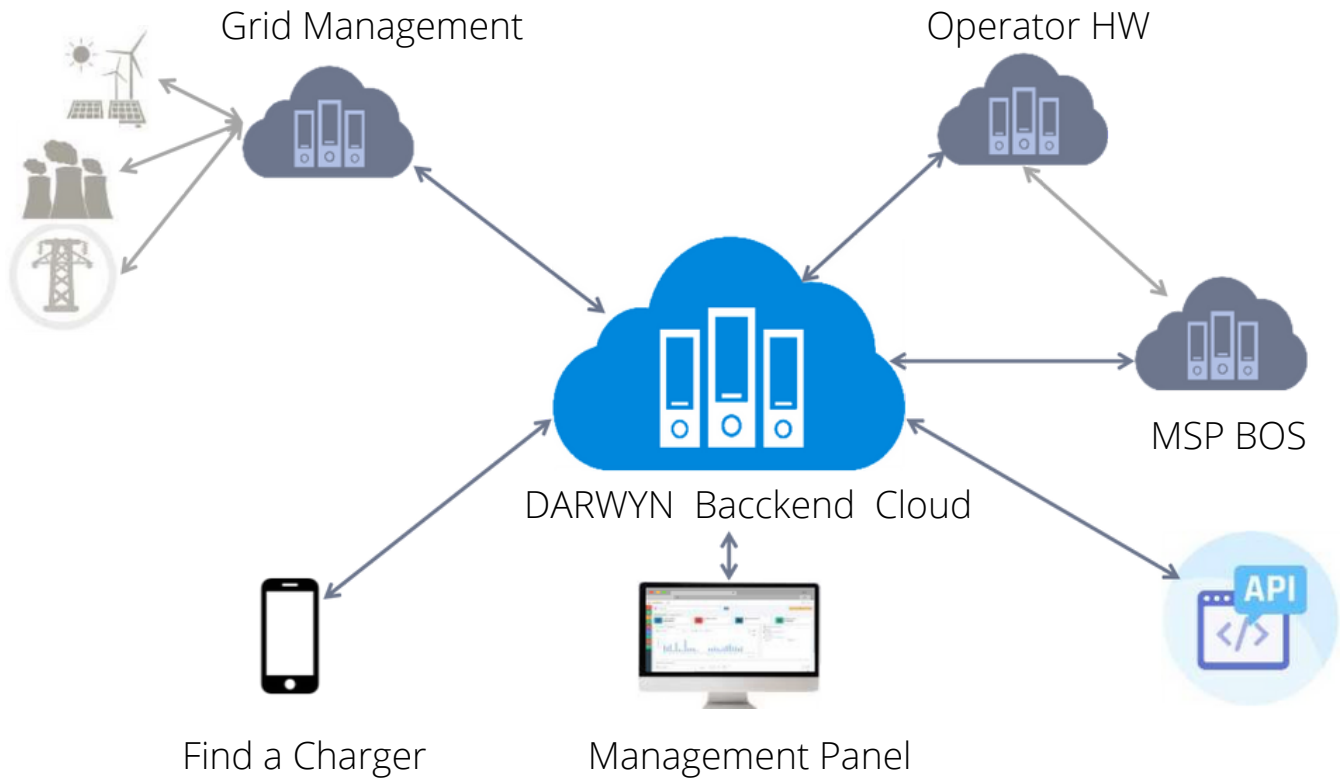 Grid Management
Operator HW
MSP BOS
DARWYN Bacckend Cloud
API
</>
Find a Charger
Management Panel